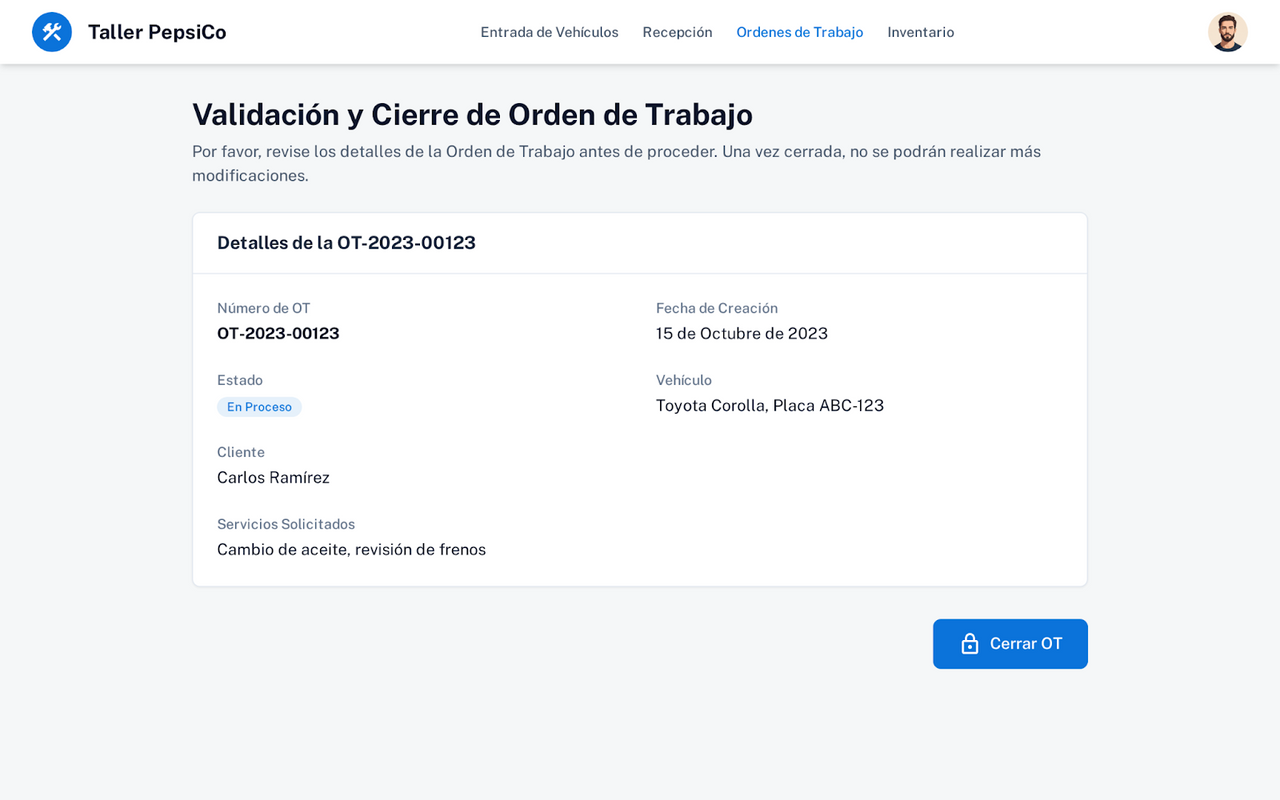 Taller PepsiCo
Entrada de Vehículos
Recepción
Ordenes de Trabajo
Inventario
Validación y Cierre de Orden de Trabajo
Por favor, revise los detalles de la Orden de Trabajo antes de proceder. Una vez cerrada, no se podrán realizar más
modificaciones.
Detalles de la OT-2023-00123
Número de OT
OT-2023-00123
Fecha de Creación
15 de Octubre de 2023
Estado
En Proceso
Vehículo
Toyota Corolla, Placa ABC-123
Cliente
Carlos Ramírez
Servicios Solicitados
Cambio de aceite, revisión de frenos
Cerrar OT